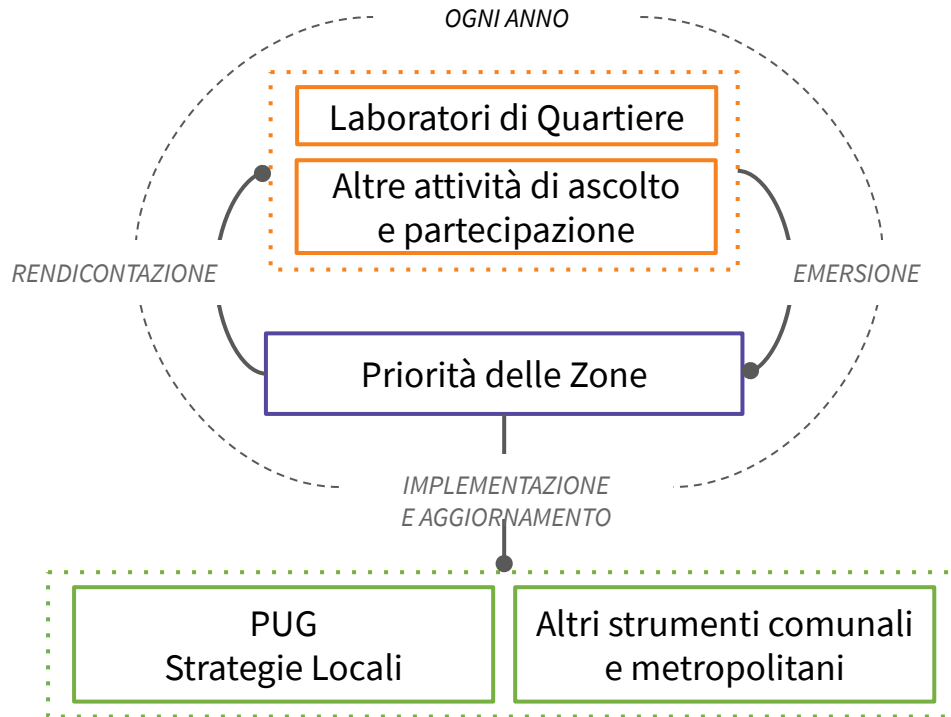 OGNI ANNO
Laboratori di Quartiere
Altre attività di ascolto
e partecipazione
RENDICONTAZIONE
EMERSIONE
Priorità delle Zone
IMPLEMENTAZIONE
E AGGIORNAMENTO
PUG
Strategie Locali
Altri strumenti comunali
e metropolitani